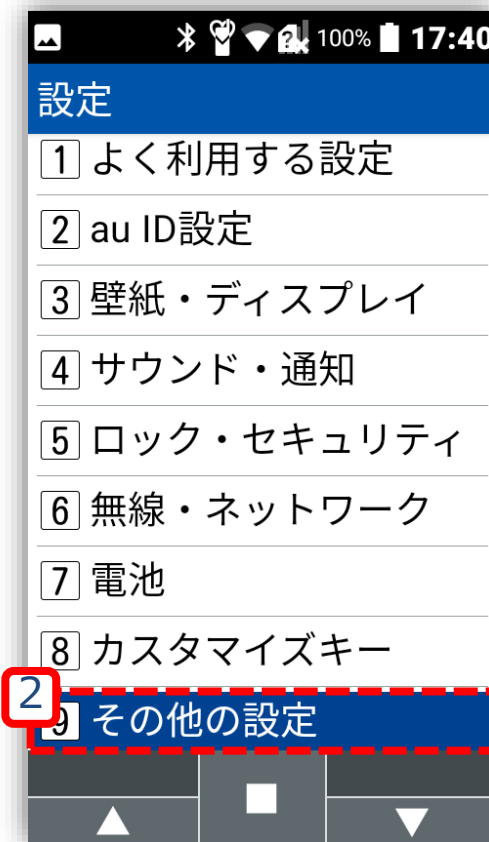 100% 17:40
設定
1 よく利用する設定
2 au ID設定
3 壁紙・ディスプレイ
4 サウンド・通知
5 ロック・セキュリティ
6 無線・ネットワーク
7 電池
8 カスタマイズキー
2
9 その他の設定